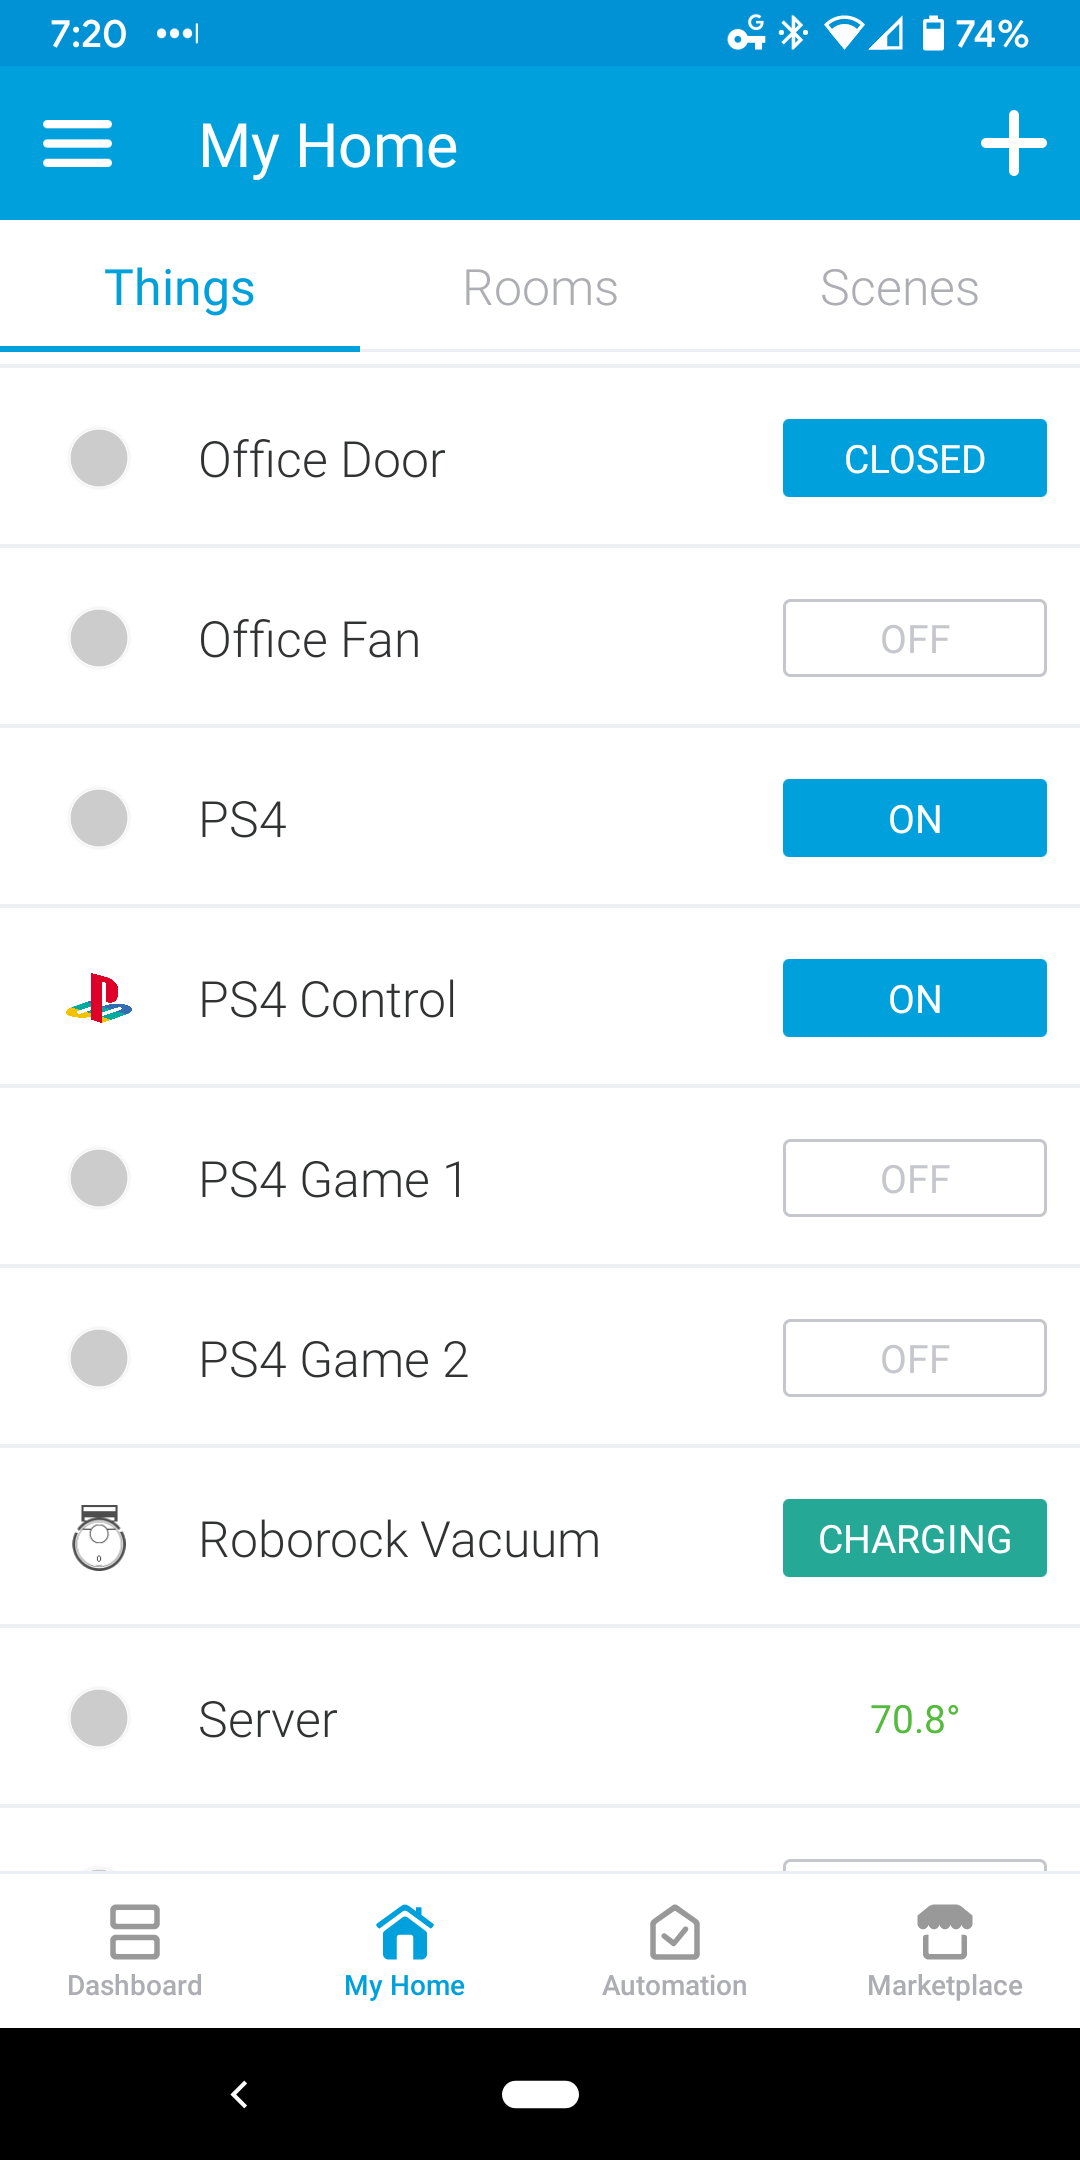 7:20
G
74%
My Home
Things
Rooms
Scenes
Office Door
CLOSED
Office Fan
OFF
PS4
ON
PS4 Control
ON
PS4 Game 1
OFF
PS4 Game 2
OFF
Roborock Vacuum
CHARGING
Server
70.8°
Dashboard
My Home
Automation
Marketplace